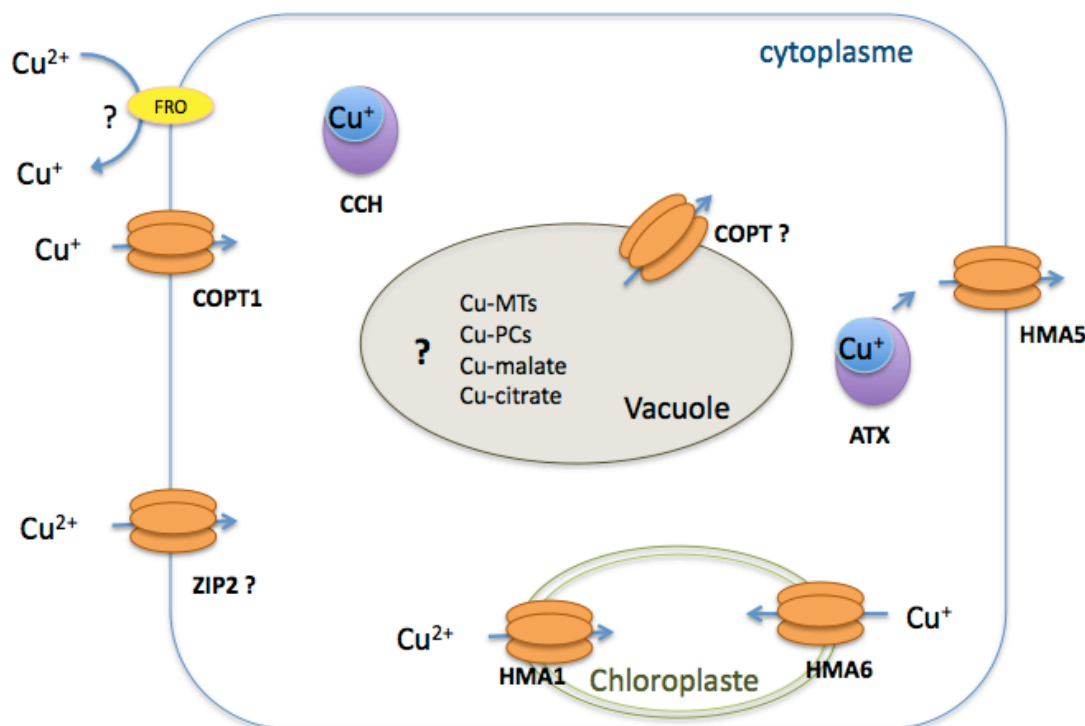 Cu²⁺
cytoplasme
FRO
?
Cu⁺
Cu⁺
CCH
Cu⁺
COPT1
COPT ?
Cu-MTs
Cu-PCs
?
Cu-malate
Cu-citrate
Vacuole
HMA5
Cu⁺
ATX
Cu²⁺
ZIP2 ?
Cu²⁺
Cu⁺
HMA1
Chloroplaste
HMA6